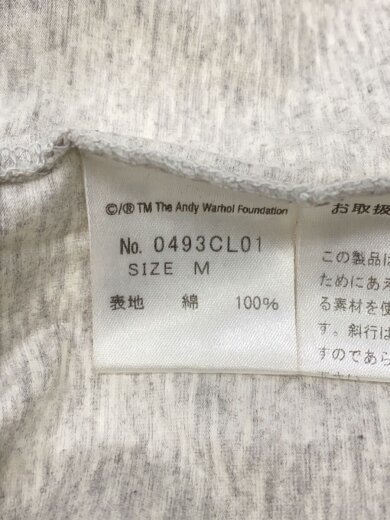 ©/® TM The Andy Warhol Foundation
No. 0493CL01
SIZE M
表地 綿 100%
お取扱
この製品は
ためにあえ
る素材を使
す。斜行は
すのであら